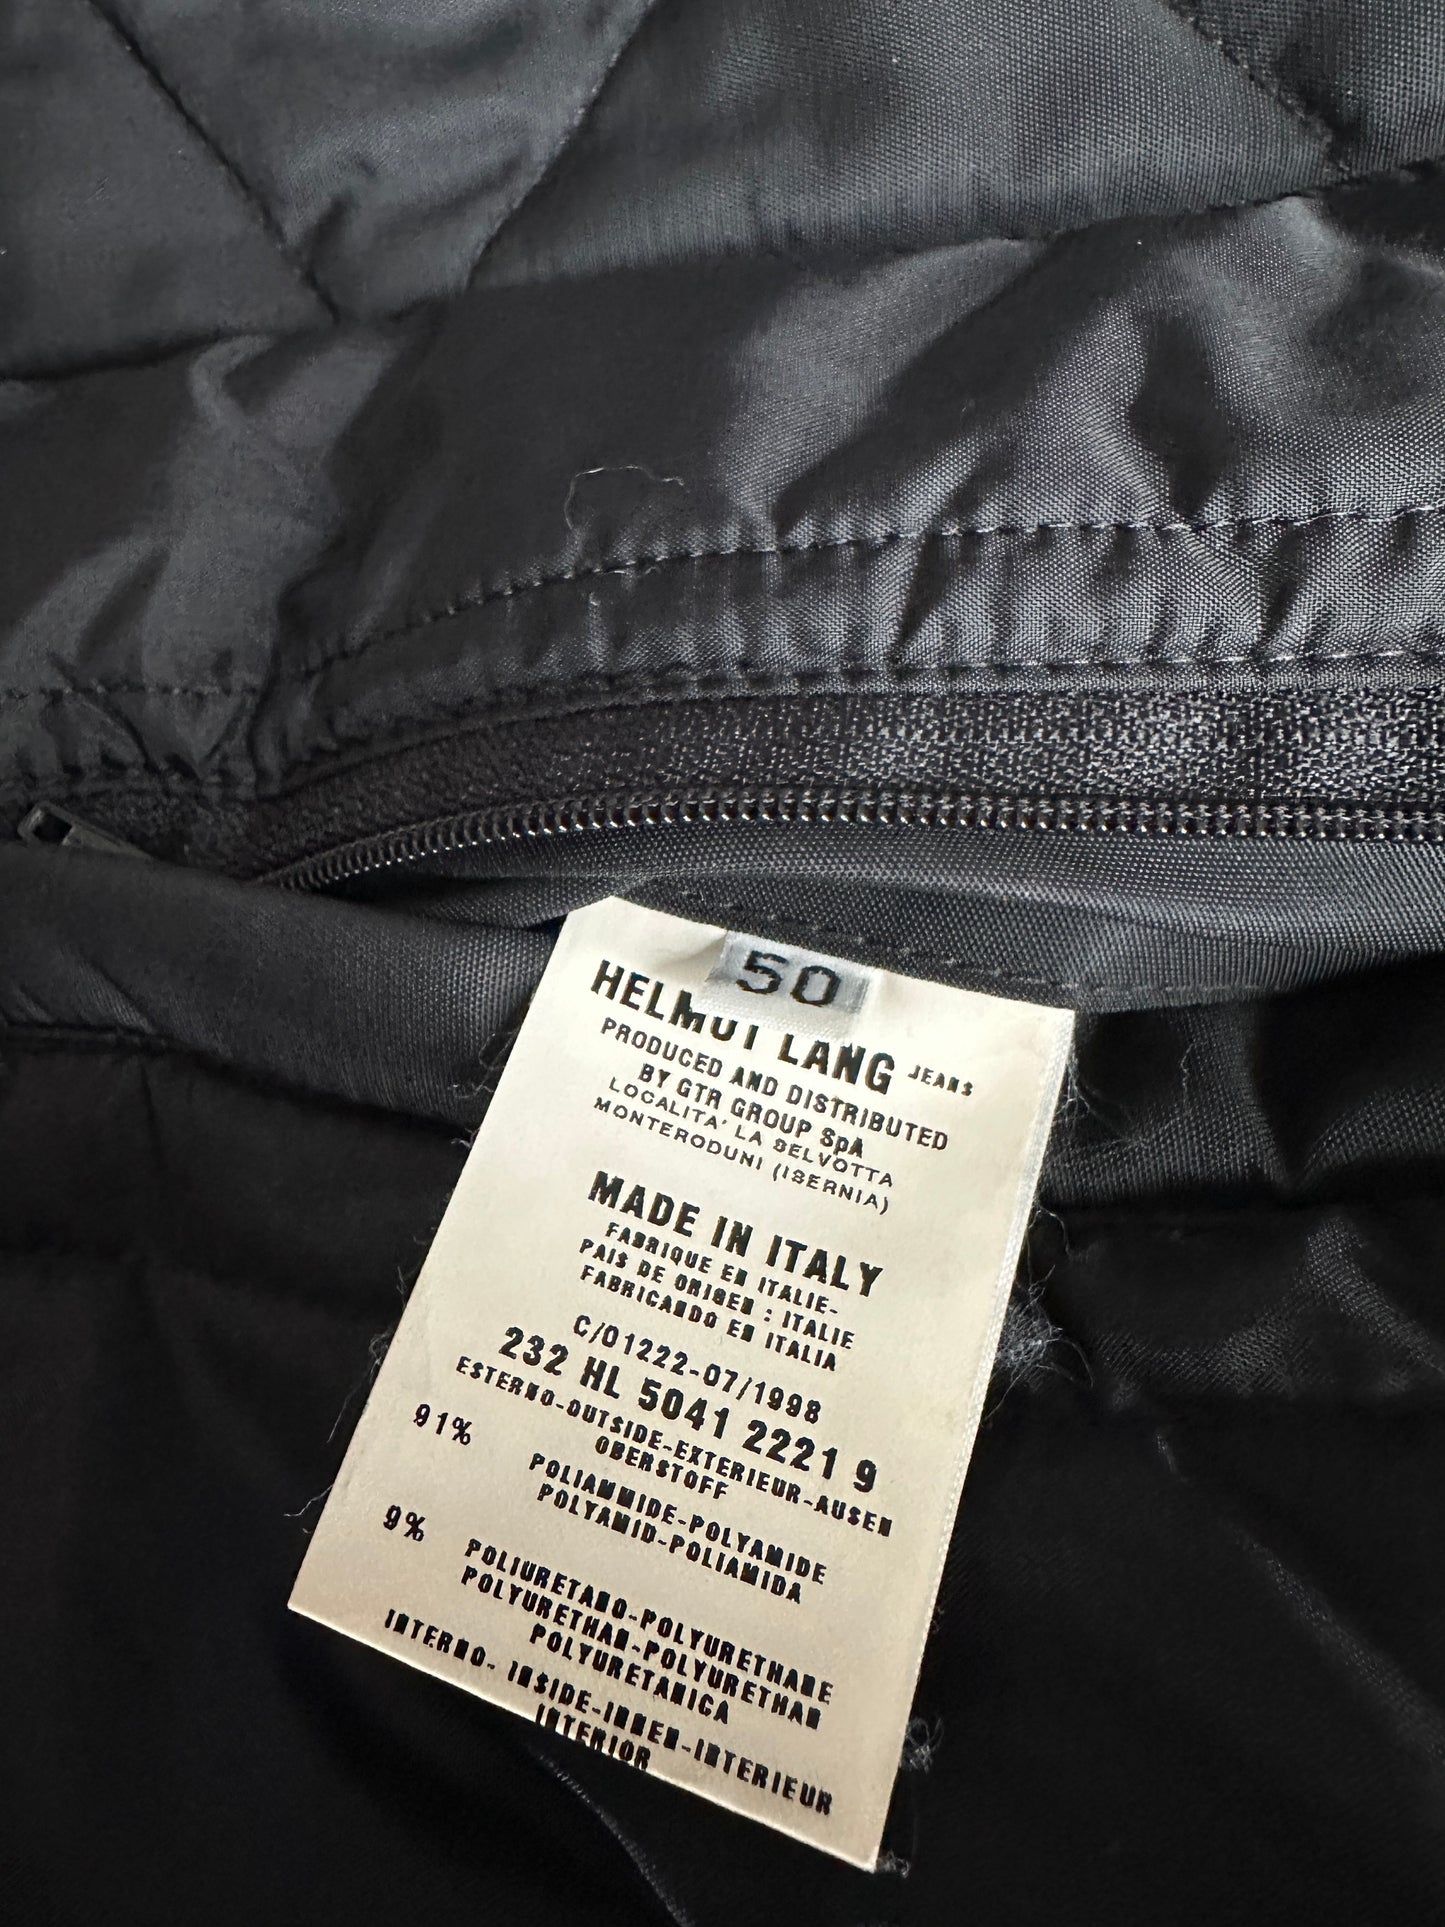 50
HELMUT LANG JEANS
PRODUCED AND DISTRIBUTED
BY GTR GROUP SpA
LOCALITA' LA SELVOTTA
MONTERODUNI (ISERNIA)
MADE IN ITALY
FABRIQUE EN ITALIE-
PAIS DE ORIGEN : ITALIE
FABRICANDO EN ITALIA
C/01222-07/1998
232 HL 5041 2221 9
ESTERNO-OUTSIDE-EXTERIEUR-AUSEN
OBERSTOFF
91% POLIAMMIDE-POLYAMIDE
POLYAMID-POLIAMIDA
9% POLIURETANO-POLYURETHANE
POLYURETHAN-POLYURETHAN
POLYURETANICA
INTERNO- INSIDE-INNEN-INTERIEUR
INTERIOR